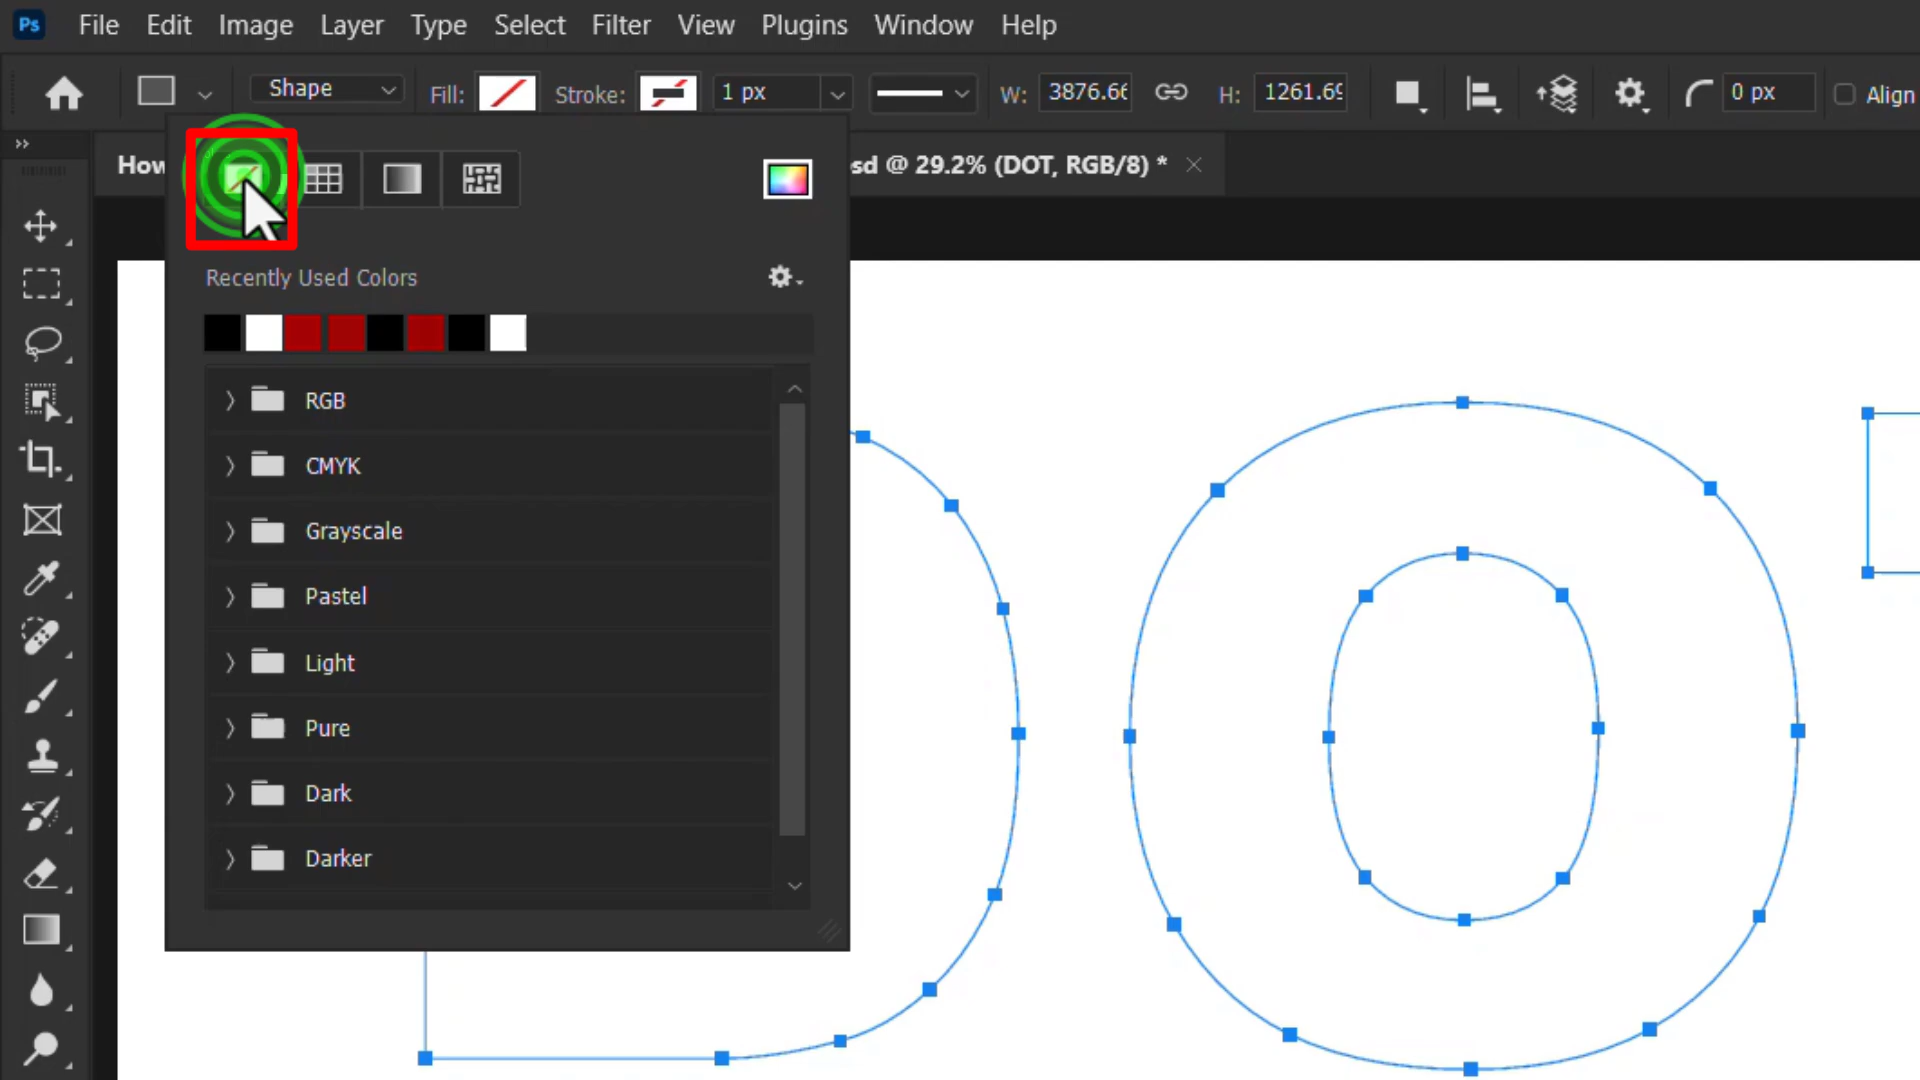 Ps File Edit Image Layer Type Select Filter View Plugins Window Help
Shape Fill: Stroke: 1 px W: 3876.66 H: 1261.69 0 px Align
How sd @ 29.2% (DOT, RGB/8) *
Recently Used Colors
RGB
CMYK
Grayscale
Pastel
Light
Pure
Dark
Darker